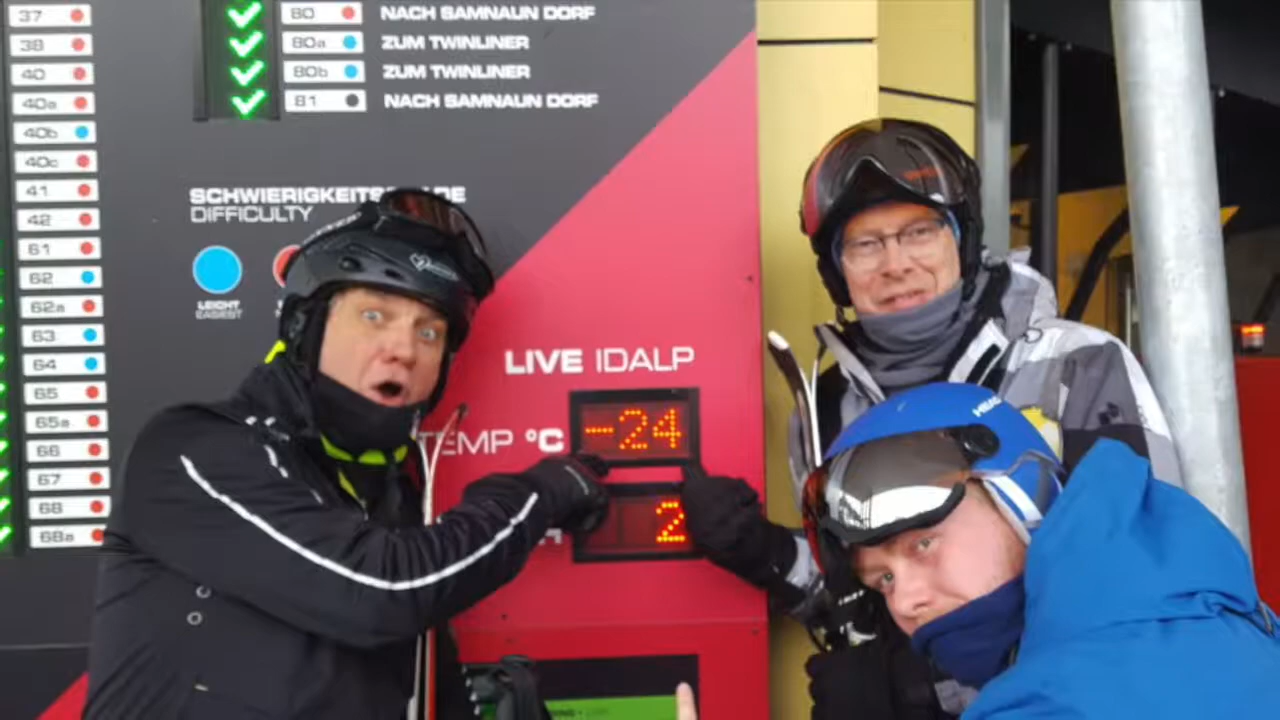 37
38
40
40a
40b
40c
41
42
61
62
62a
63
64
65
65a
66
67
68
68a
80 NACH SAMNAUN DORF
80a ZUM TWINLINER
80b ZUM TWINLINER
81 NACH SAMNAUN DORF
DIFFICULTY
LEICHT
EASIEST
LIVE IDALP
TEMP °C -24
2
HEAD